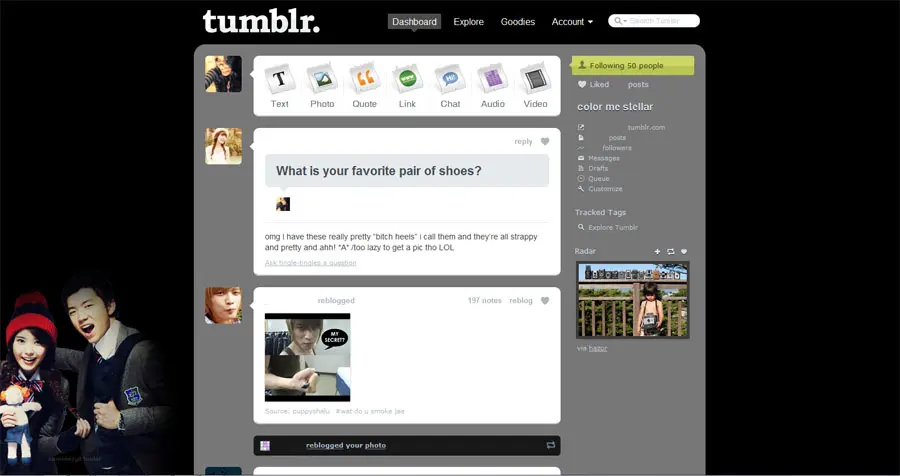 tumblr.
Dashboard Explore Goodies Account
Search Tumblr
Text Photo Quote Link Chat Audio Video
Following 50 people
Liked posts
color me stellar
tumblr.com
posts
followers
Messages
Drafts
Queue
Customize
Tracked Tags
Explore Tumblr
Radar
via hazor
reply
What is your favorite pair of shoes?
omg i have these really pretty "bitch heels" i call them and they're all strappy
and pretty and ahh! *A* /too lazy to get a pic tho LOL
Ask tingle-tingles a question
reblogged 197 notes reblog
MY
SECRET?
Source: puppyshelu #wat do u smoke jae
reblogged your photo